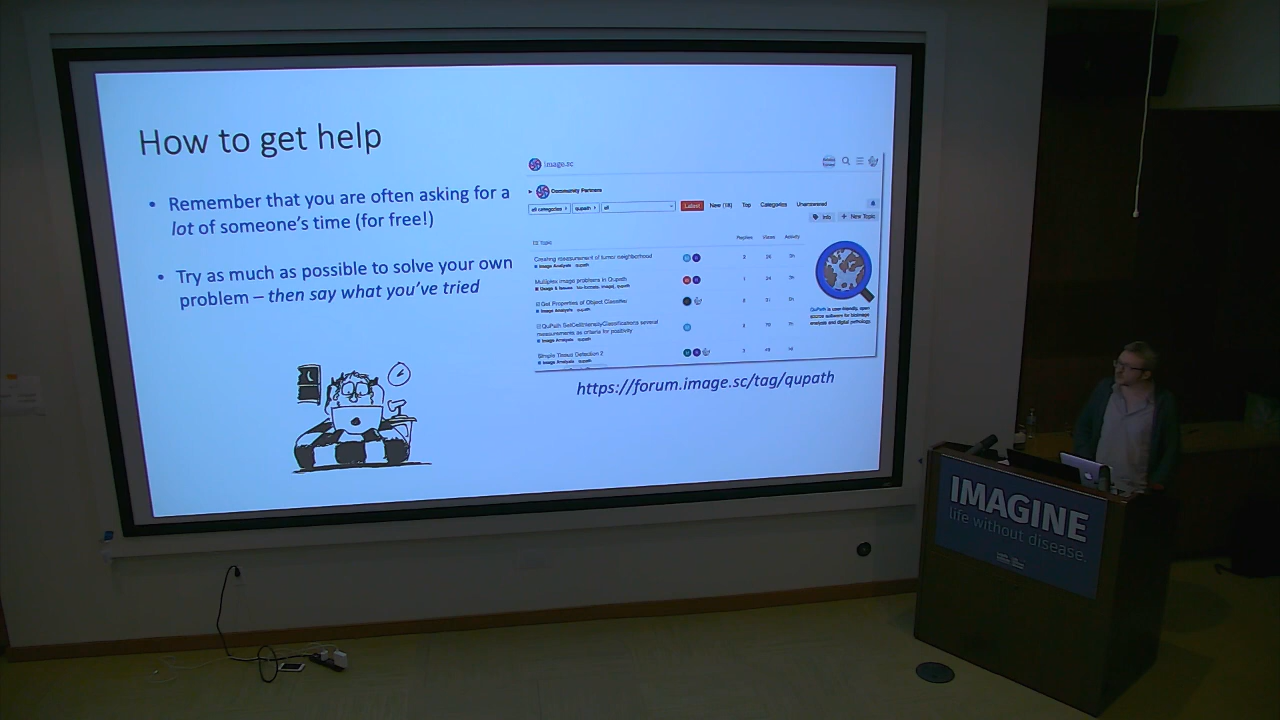 How to get help
• Remember that you are often asking for a
lot of someone's time (for free!)
• Try as much as possible to solve your own
problem – then say what you've tried
image.sc
Community Partners
all categories
qupath
all
Latest
New (18)
Top
Categories
Unanswered
Info
+ New Topic
Topic
Replies
Views
Activity
Creating measurement of tumor neighborhood
Image Analysis qupath
Multiplex image problems in Qupath
Usage & Issues
qupath
Get Properties of Object Classifier
Image Analysis qupath
QuPath SetCellIntensityClassifications several
measurements as criteria for positivity
Image Analysis qupath
Simple Tissue Detection 2
Image Analysis qupath
QuPath is user-friendly, open
source software for bioimage
analysis and digital pathology
https://forum.image.sc/tag/qupath
IMAGINE
life without disease.